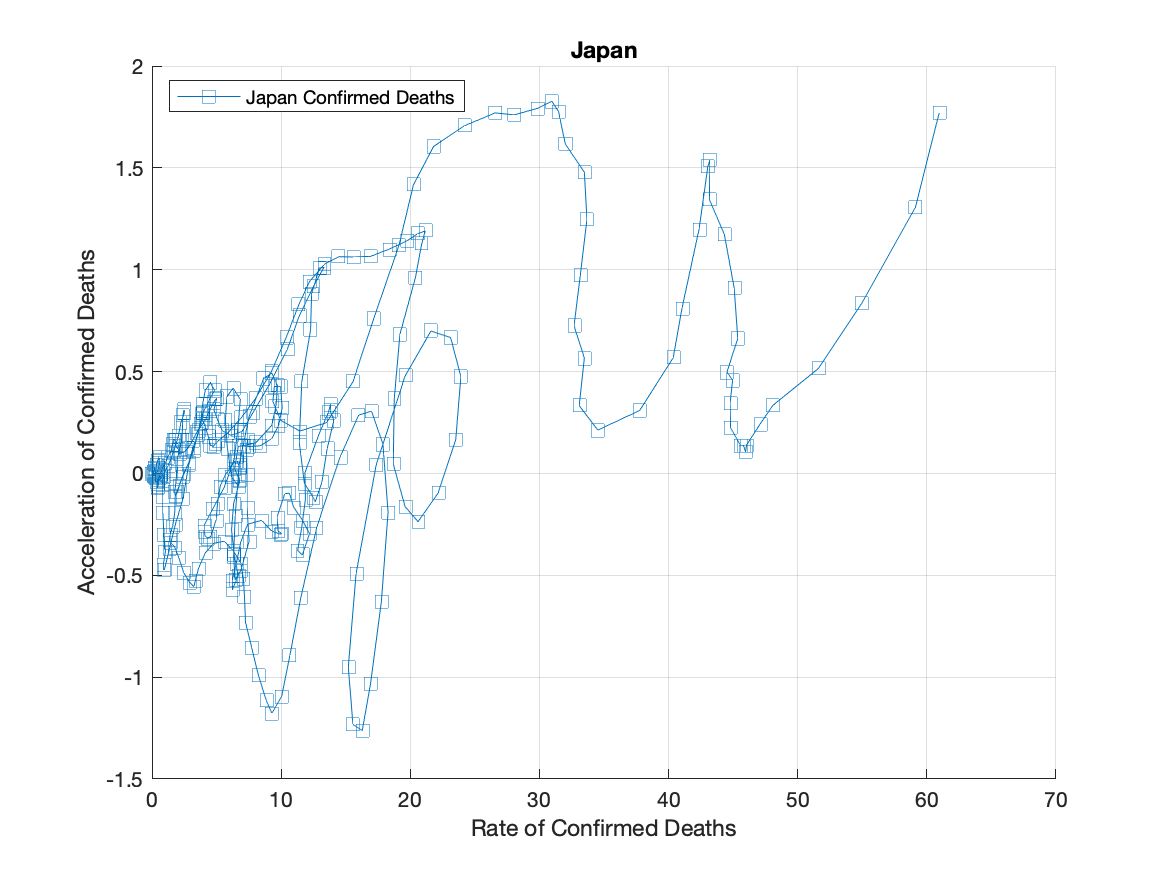 Japan
Japan Confirmed Deaths
2
1.5
1
0.5
0
-0.5
-1
-1.5
Acceleration of Confirmed Deaths
0 10 20 30 40 50 60 70
Rate of Confirmed Deaths